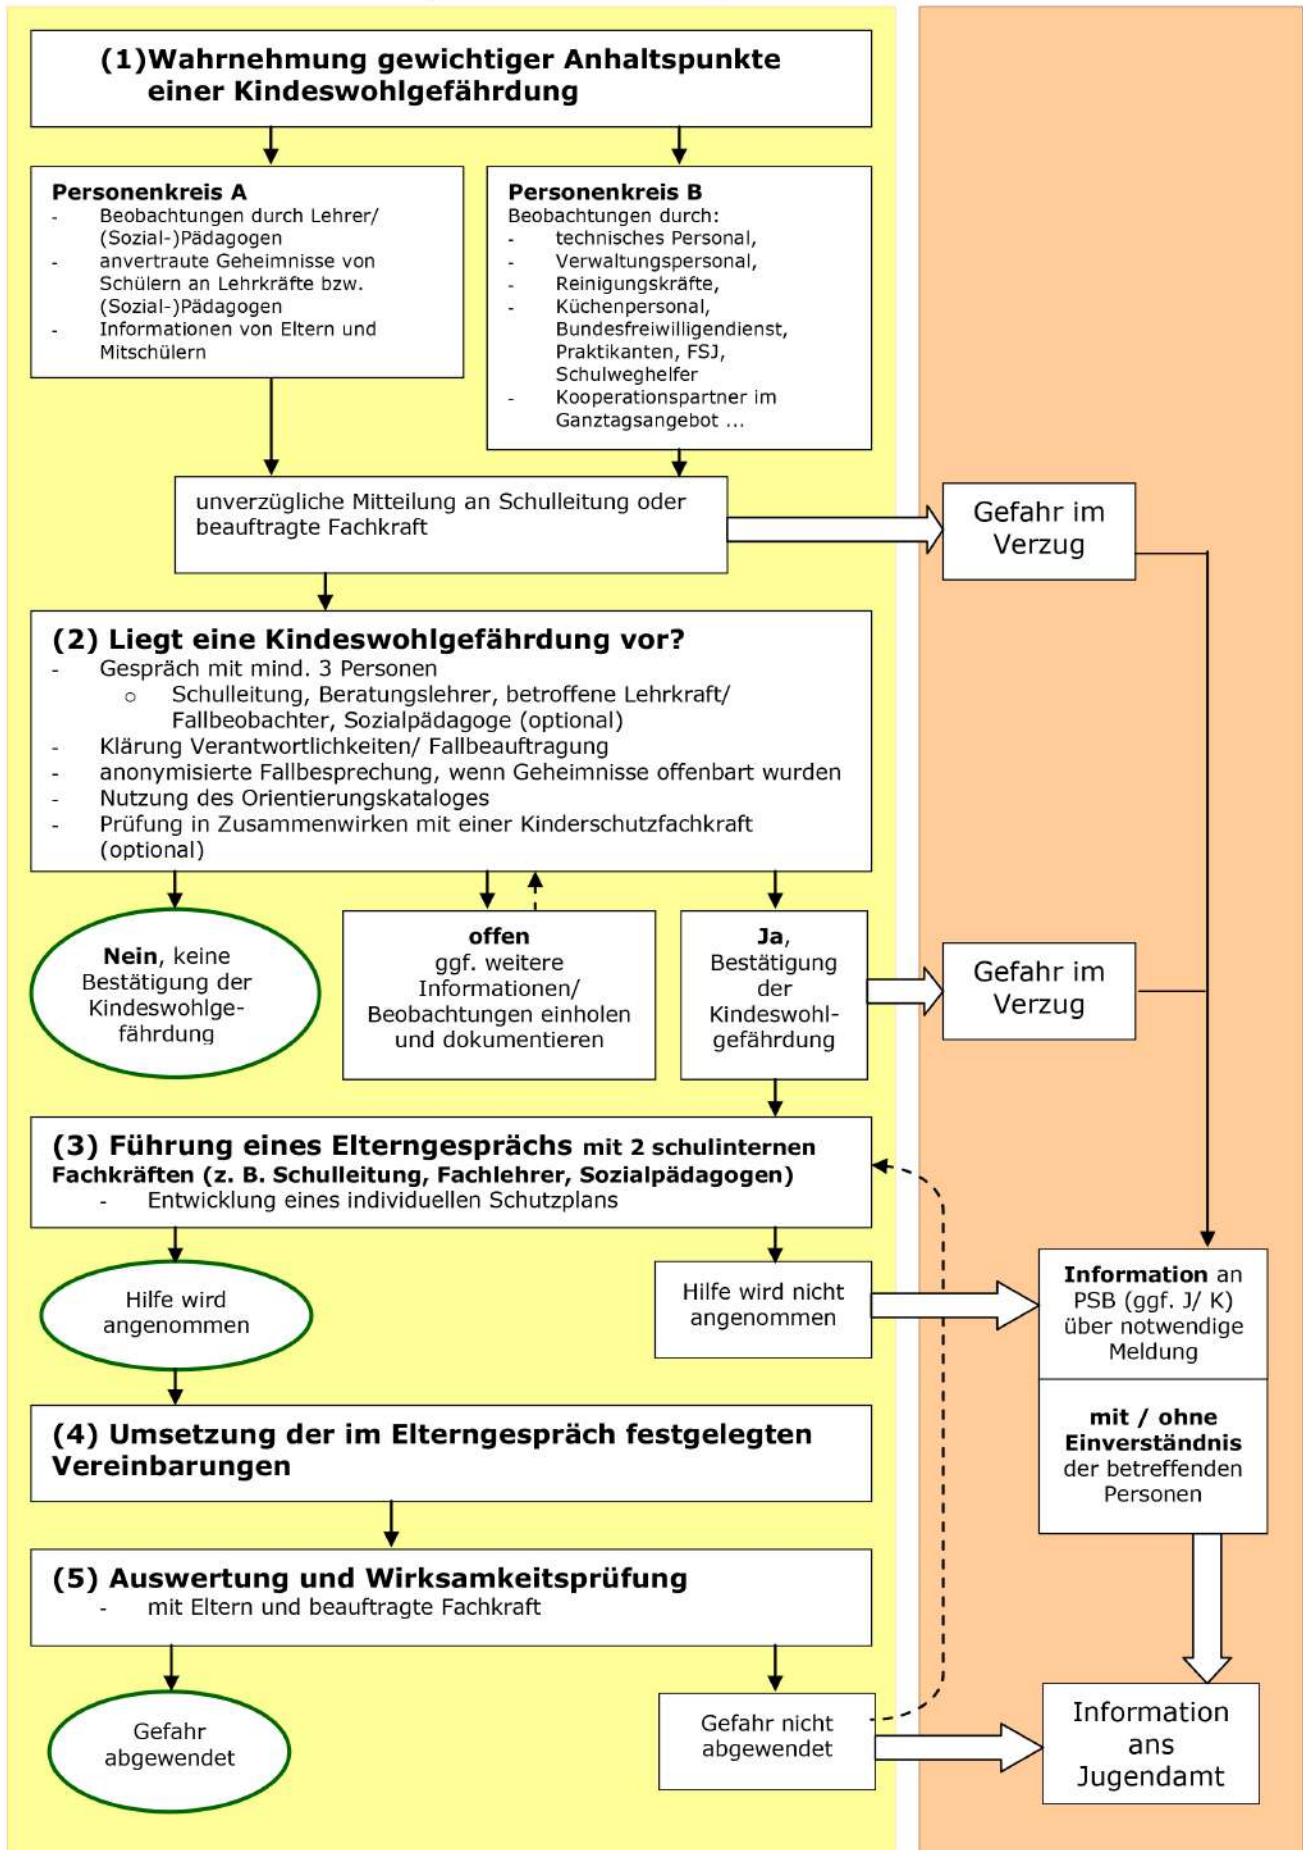 (1)Wahrnehmung gewichtiger Anhaltspunkte
einer Kindeswohlgefährdung
Personenkreis A
- Beobachtungen durch Lehrer/
(Sozial-)Pädagogen
- anvertraute Geheimnisse von
Schülern an Lehrkräfte bzw.
(Sozial-)Pädagogen
- Informationen von Eltern und
Mitschülern
Personenkreis B
Beobachtungen durch:
- technisches Personal,
- Verwaltungspersonal,
- Reinigungskräfte,
- Küchenpersonal,
Bundesfreiwilligendienst,
Praktikanten, FSJ,
Schulweghelfer
- Kooperationspartner im
Ganztagsangebot ...
unverzügliche Mitteilung an Schulleitung oder
beauftragte Fachkraft
Gefahr im
Verzug
(2) Liegt eine Kindeswohlgefährdung vor?
- Gespräch mit mind. 3 Personen
o Schulleitung, Beratungslehrer, betroffene Lehrkraft/
Fallbeobachter, Sozialpädagoge (optional)
- Klärung Verantwortlichkeiten/ Fallbeauftragung
- anonymisierte Fallbesprechung, wenn Geheimnisse offenbart wurden
- Nutzung des Orientierungskataloges
- Prüfung in Zusammenwirken mit einer Kinderschutzfachkraft
(optional)
Nein, keine
Bestätigung der
Kindeswohlge-
fährdung
offen
ggf. weitere
Informationen/
Beobachtungen einholen
und dokumentieren
Ja,
Bestätigung
der
Kindeswohl-
gefährdung
Gefahr im
Verzug
(3) Führung eines Elterngesprächs mit 2 schulinternen
Fachkräften (z. B. Schulleitung, Fachlehrer, Sozialpädagogen)
- Entwicklung eines individuellen Schutzplans
Hilfe wird
angenommen
Hilfe wird nicht
angenommen
Information an
PSB (ggf. J/ K)
über notwendige
Meldung
mit / ohne
Einverständnis
der betreffenden
Personen
(4) Umsetzung der im Elterngespräch festgelegten
Vereinbarungen
(5) Auswertung und Wirksamkeitsprüfung
- mit Eltern und beauftragte Fachkraft
Gefahr
abgewendet
Gefahr nicht
abgewendet
Information
ans
Jugendamt